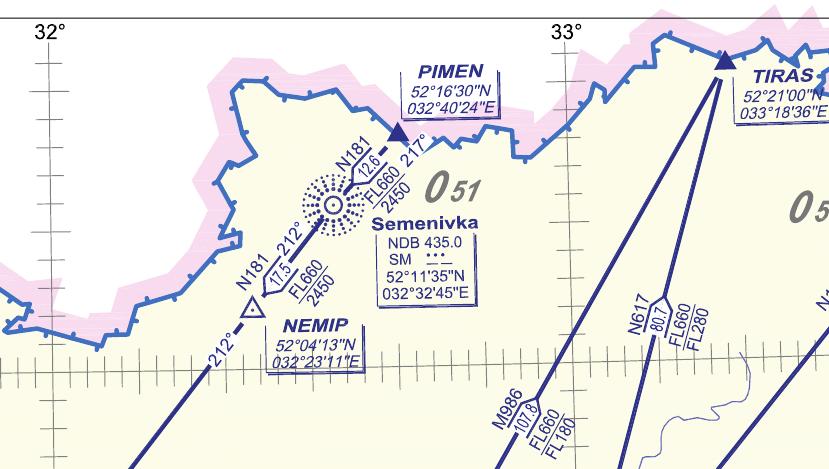 32°
33°
PIMEN
52°16'30"N
032°40'24"E
TIRAS
52°21'00"N
033°18'36"E
N181
12.6
FL660
2450
217°
O 51
Semenivka
NDB 435.0
SM
52°11'35"N
032°32'45"E
N181
17.5
212°
FL660
2450
NEMIP
52°04'13"N
032°23'11"E
212°
N617
80.7
FL660
FL280
M986
107.8
FL660
FL180